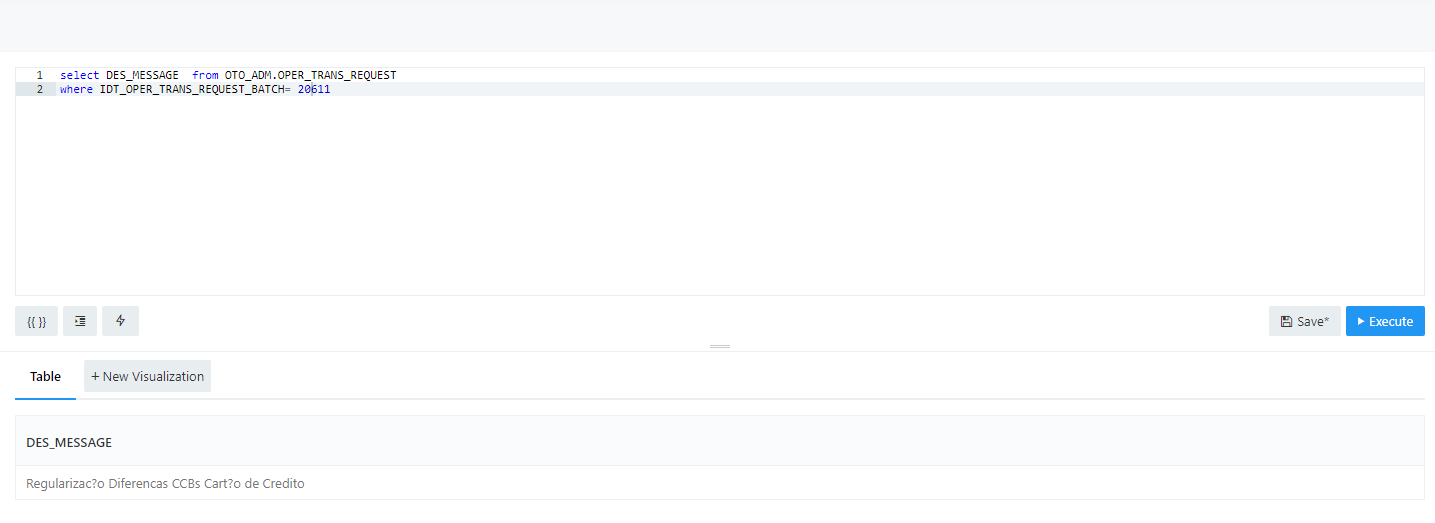 1 select DES_MESSAGE from OTO_ADM.OPER_TRANS_REQUEST
2 where IDT_OPER_TRANS_REQUEST_BATCH= 20611
{{ }}
Save*
Execute
Table
+ New Visualization
DES_MESSAGE
Regularizac?o Diferencas CCBs Cart?o de Credito